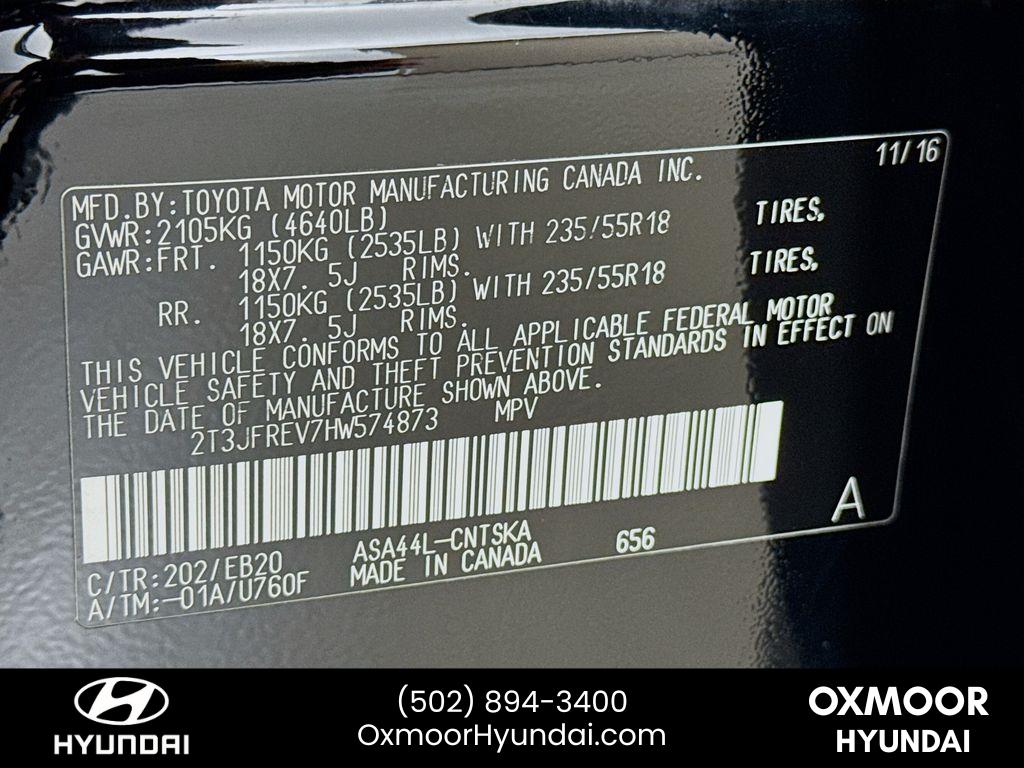 11/16
MFD.BY:TOYOTA MOTOR MANUFACTURING CANADA INC.
GVWR:2105KG (4640LB)
GAWR:FRT. 1150KG (2535LB) WITH 235/55R18 TIRES,
18X7. 5J RIMS.
RR. 1150KG (2535LB) WITH 235/55R18 TIRES,
18X7. 5J RIMS.
THIS VEHICLE CONFORMS TO ALL APPLICABLE FEDERAL MOTOR
VEHICLE SAFETY AND THEFT PREVENTION STANDARDS IN EFFECT ON
THE DATE OF MANUFACTURE SHOWN ABOVE.
2T3JFREV7HW574873 MPV
A
C/TR:202/EB20 ASA44L-CNTSKA 656
A/TM:-01A/U760F MADE IN CANADA
HYUNDAI
(502) 894-3400
OxmoorHyundai.com
OXMOOR
HYUNDAI